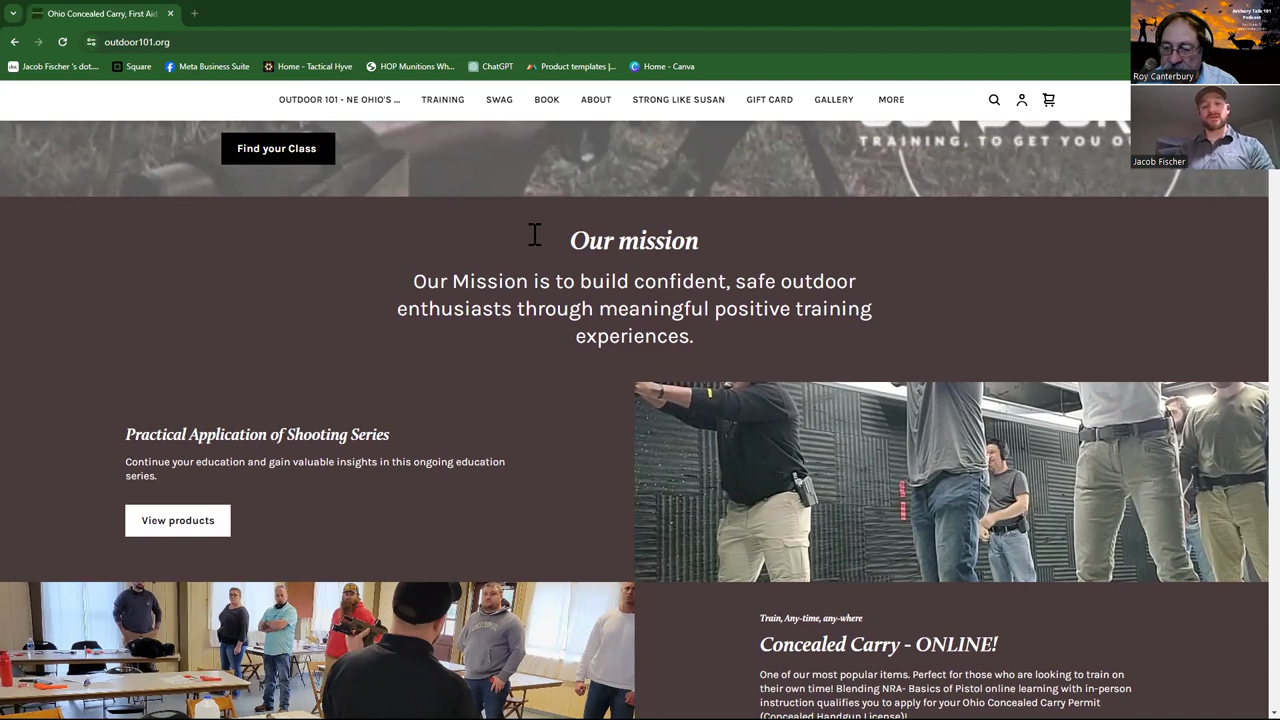 Ohio Concealed Carry, First Aid
outdoor101.org
Jacob Fischer 's dot....
Square
Meta Business Suite
Home - Tactical Hyve
HOP Munitions Wh...
ChatGPT
Product templates |...
Home - Canva
Archery Talk 101
Podcast
Roy Canterbury
Jacob Fischer
OUTDOOR 101 - NE OHIO'S ...
TRAINING
SWAG
BOOK
ABOUT
STRONG LIKE SUSAN
GIFT CARD
GALLERY
MORE
Find your Class
TRAINING, TO GET YOU
Our mission
Our Mission is to build confident, safe outdoor
enthusiasts through meaningful positive training
experiences.
Practical Application of Shooting Series
Continue your education and gain valuable insights in this ongoing education
series.
View products
Train, Any-time, any-where
Concealed Carry - ONLINE!
One of our most popular items. Perfect for those who are looking to train on
their own time! Blending NRA- Basics of Pistol online learning with in-person
instruction qualifies you to apply for your Ohio Concealed Carry Permit
(Concealed Handgun License)!